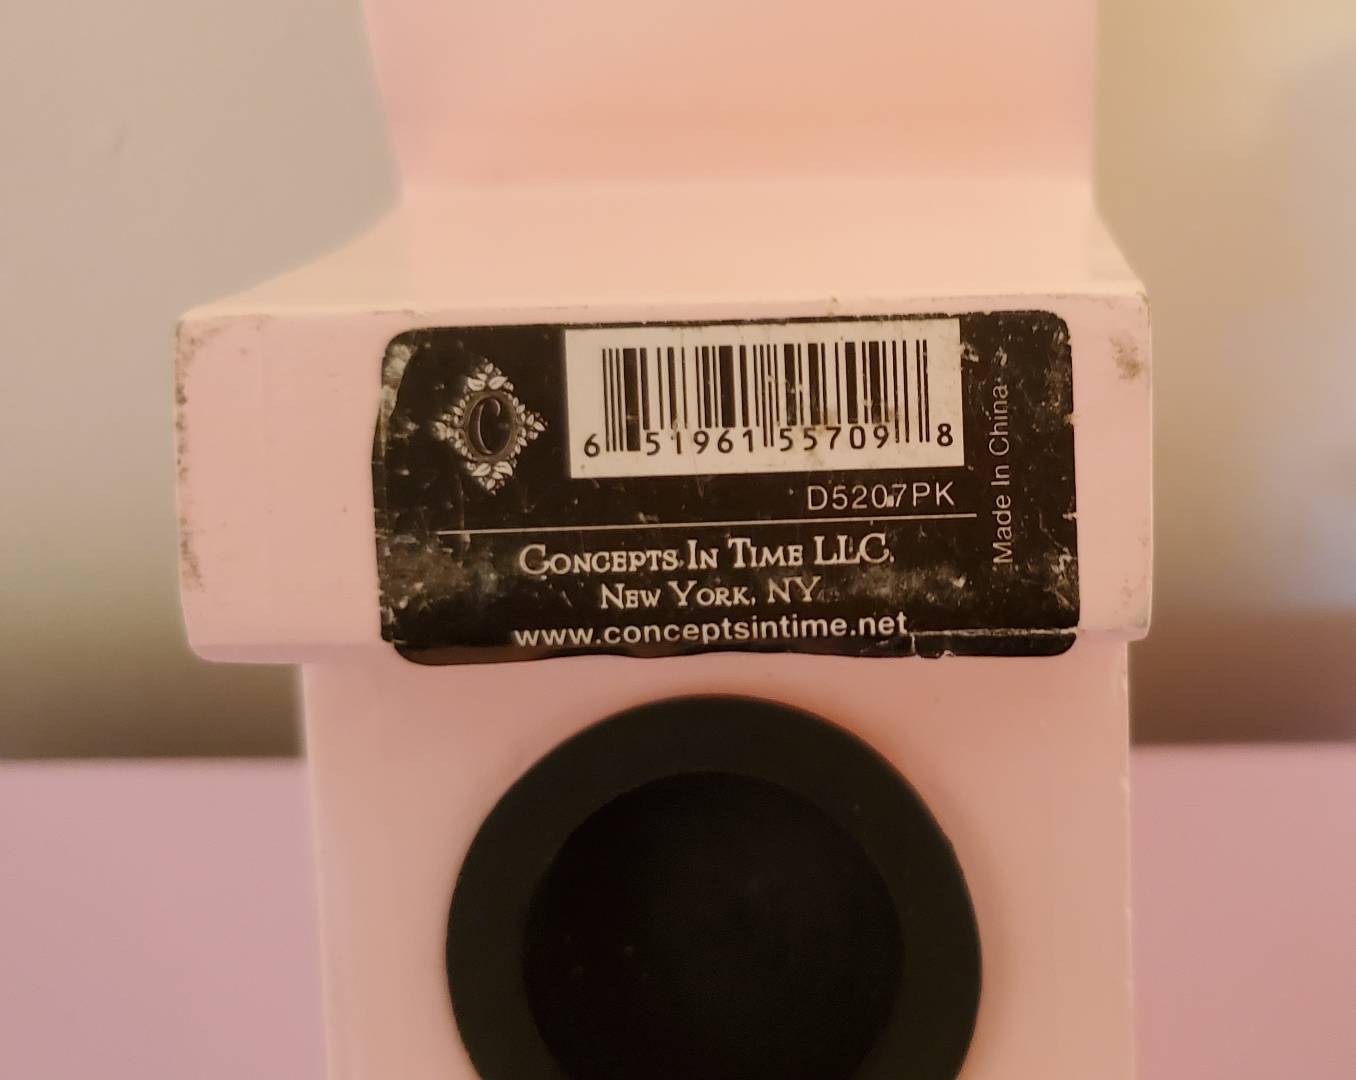 C
6 51961 55709 8
D5207PK
Made In China
CONCEPTS IN TIME LLC.
NEW YORK, NY
www.conceptsintime.net